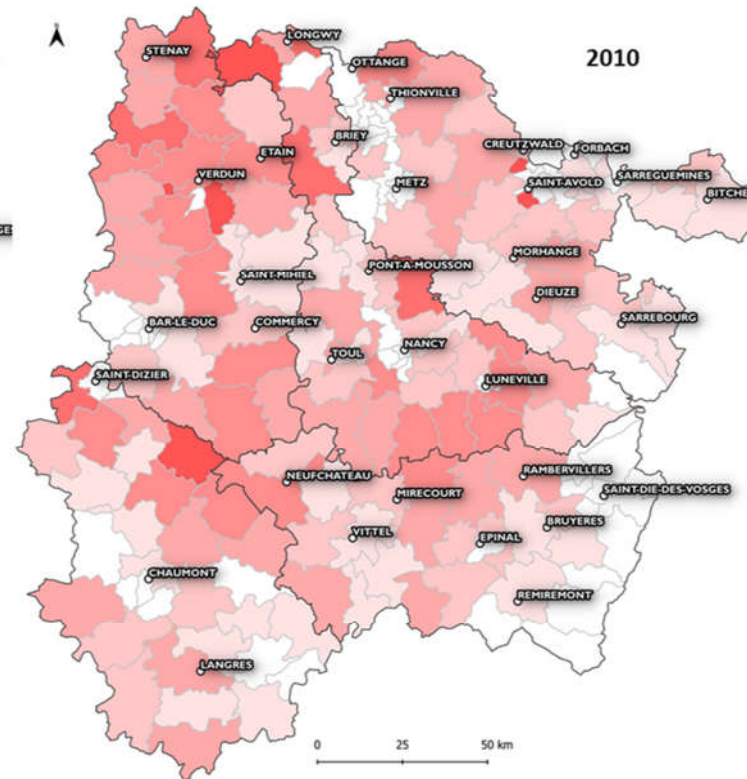 LONGWY
STENAY
2010
OTTANGE
THIONVILLE
BRIEY
CREUTZWALD
FORBACH
ETAIN
VERDUN
SARREGUEMINES
METZ
SAINT-AVOLD
BITCHE
GES
MORHANGE
PONT-A-MOUSSON
SAINT-MIHIEL
DIEUZE
BAR-LE-DUC
COMMERCY
SARREBOURG
NANCY
TOUL
SAINT-DIZIER
LUNEVILLE
NEUFCHATEAU
RAMBERVILLERS
MIRECOURT
SAINT-DIE-DES-VOSGES
BRUYERES
VITTEL
EPINAL
CHAUMONT
REMIREMONT
LANGRES
0 25 50 km